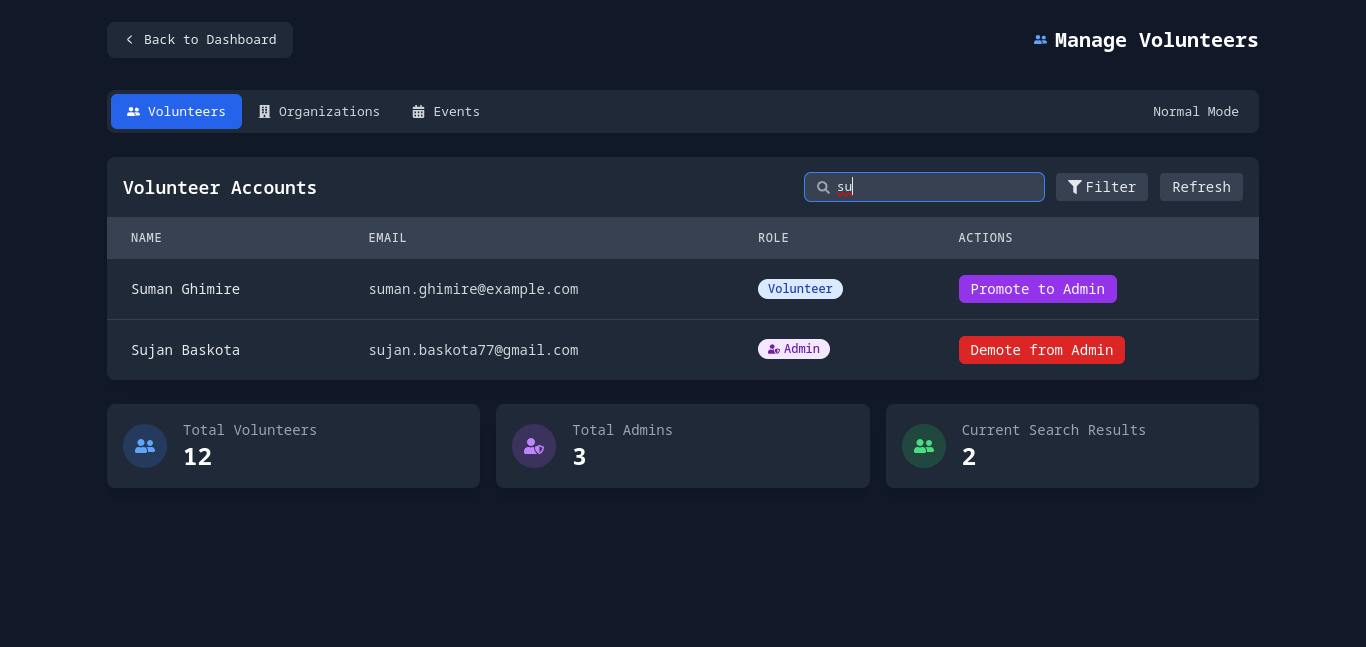 Back to Dashboard
Manage Volunteers
Volunteers Organizations Events Normal Mode
Volunteer Accounts su Filter Refresh
NAME EMAIL ROLE ACTIONS
Suman Ghimire suman.ghimire@example.com Volunteer Promote to Admin
Sujan Baskota sujan.baskota77@gmail.com Admin Demote from Admin
Total Volunteers
12
Total Admins
3
Current Search Results
2